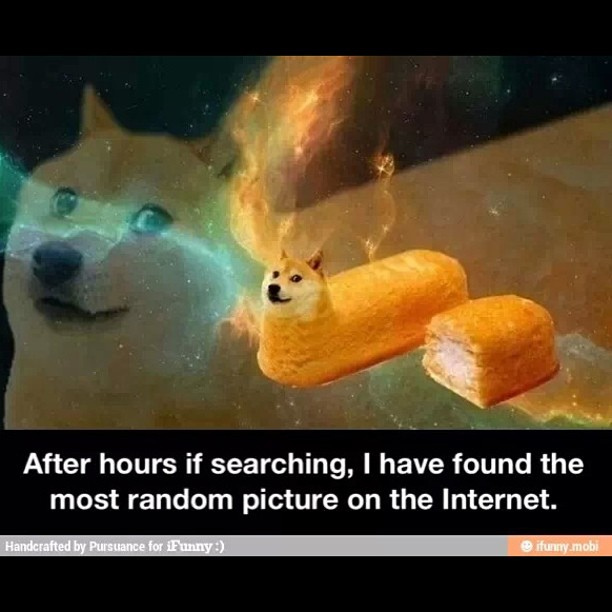 After hours if searching, I have found the
most random picture on the Internet.
Handcrafted by Pursuance for iFunny :)
ifunny.mobi